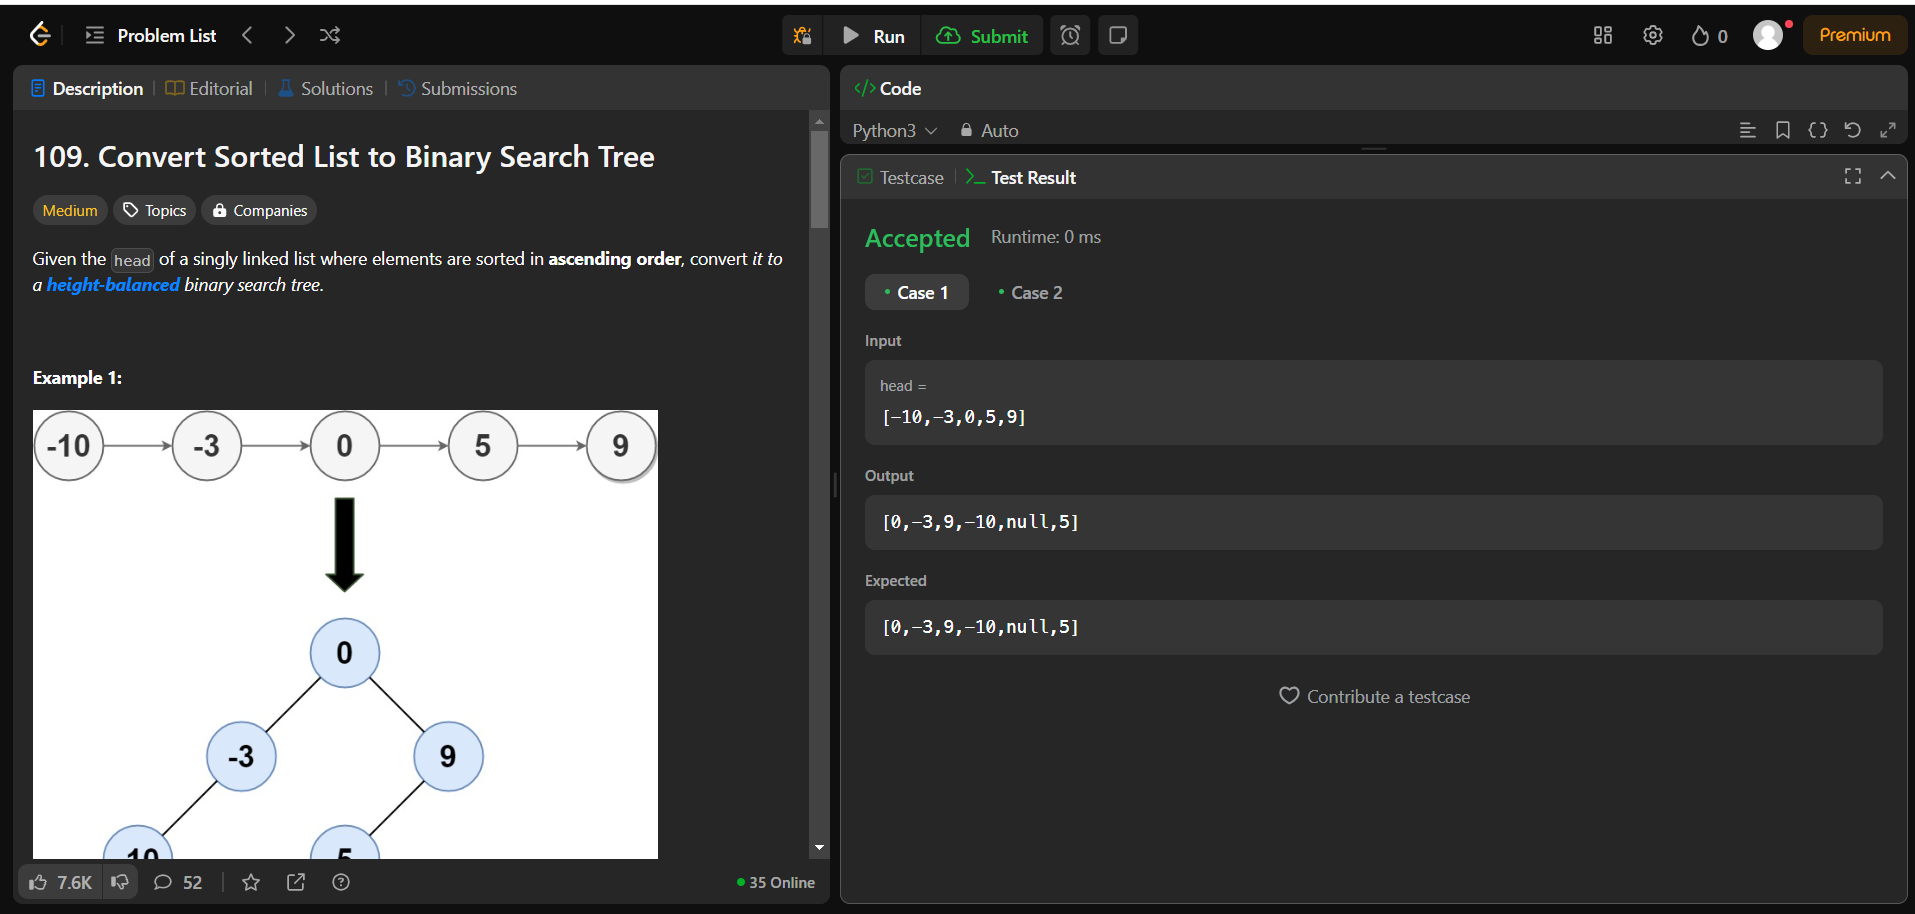 Problem List
Run
Submit
0
Premium
Description
Editorial
Solutions
Submissions
109. Convert Sorted List to Binary Search Tree
Medium
Topics
Companies
Given the head of a singly linked list where elements are sorted in ascending order, convert it to
a height-balanced binary search tree.
Example 1:
-10
-3
0
5
9
0
-3
9
-10
5
7.6K
52
35 Online
</> Code
Python3
Auto
Testcase
>_ Test Result
Accepted
Runtime: 0 ms
Case 1
Case 2
Input
head =
[-10,-3,0,5,9]
Output
[0,-3,9,-10,null,5]
Expected
[0,-3,9,-10,null,5]
Contribute a testcase